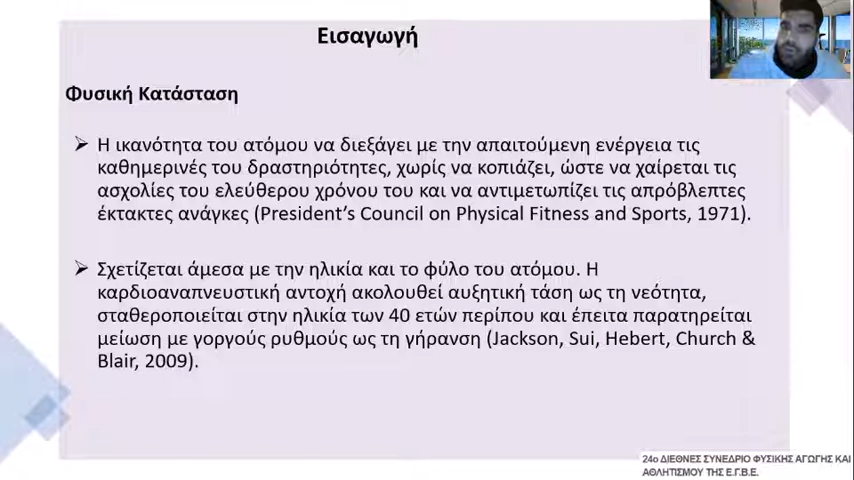 Εισαγωγή
Φυσική Κατάσταση
➢ Η ικανότητα του ατόμου να διεξάγει με την απαιτούμενη ενέργεια τις
καθημερινές του δραστηριότητες, χωρίς να κοπιάζει, ώστε να χαίρεται τις
ασχολίες του ελεύθερου χρόνου του και να αντιμετωπίζει τις απρόβλεπτες
έκτακτες ανάγκες (President’s Council on Physical Fitness and Sports, 1971).
➢ Σχετίζεται άμεσα με την ηλικία και το φύλο του ατόμου. Η
καρδιοαναπνευστική αντοχή ακολουθεί αυξητική τάση ως τη νεότητα,
σταθεροποιείται στην ηλικία των 40 ετών περίπου και έπειτα παρατηρείται
μείωση με γοργούς ρυθμούς ως τη γήρανση (Jackson, Sui, Hebert, Church &
Blair, 2009).
24ο ΔΙΕΘΝΕΣ ΣΥΝΕΔΡΙΟ ΦΥΣΙΚΗΣ ΑΓΩΓΗΣ ΚΑΙ
ΑΘΛΗΤΙΣΜΟΥ ΤΗΣ Ε.Γ.Β.Ε.